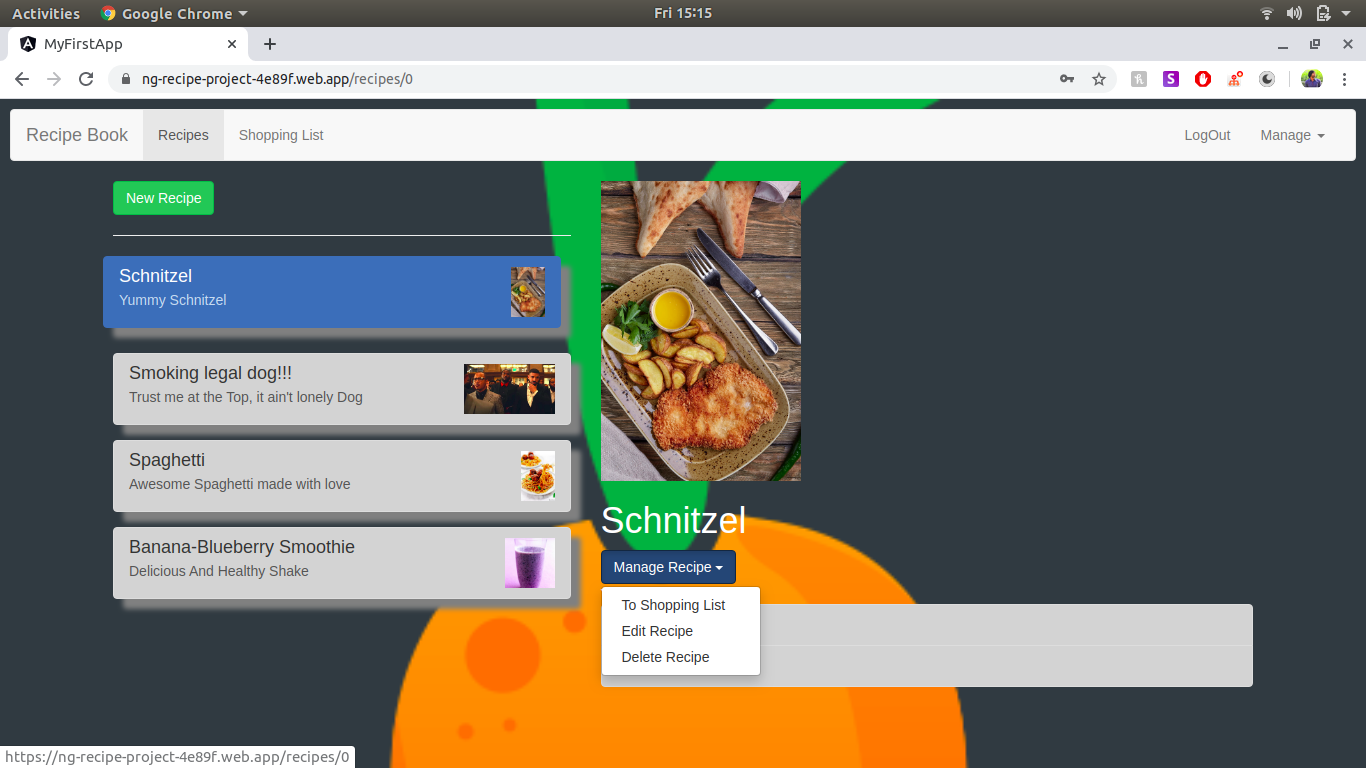 Activities Google Chrome Fri 15:15
MyFirstApp
ng-recipe-project-4e89f.web.app/recipes/0
S
Recipe Book Recipes Shopping List LogOut Manage
New Recipe
Schnitzel
Yummy Schnitzel
Smoking legal dog!!!
Trust me at the Top, it ain't lonely Dog
Spaghetti
Awesome Spaghetti made with love
Banana-Blueberry Smoothie
Delicious And Healthy Shake
Schnitzel
Manage Recipe
To Shopping List
Edit Recipe
Delete Recipe
https://ng-recipe-project-4e89f.web.app/recipes/0